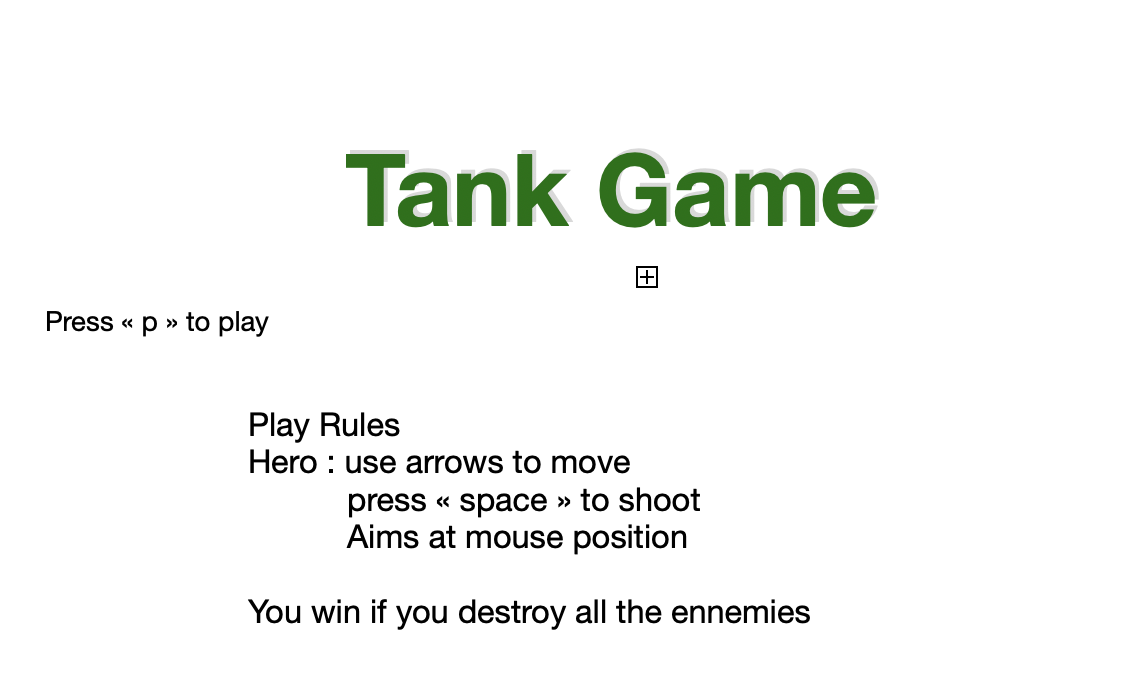 Tank Game
Press « p » to play
Play Rules
Hero : use arrows to move
press « space » to shoot
Aims at mouse position
You win if you destroy all the ennemies